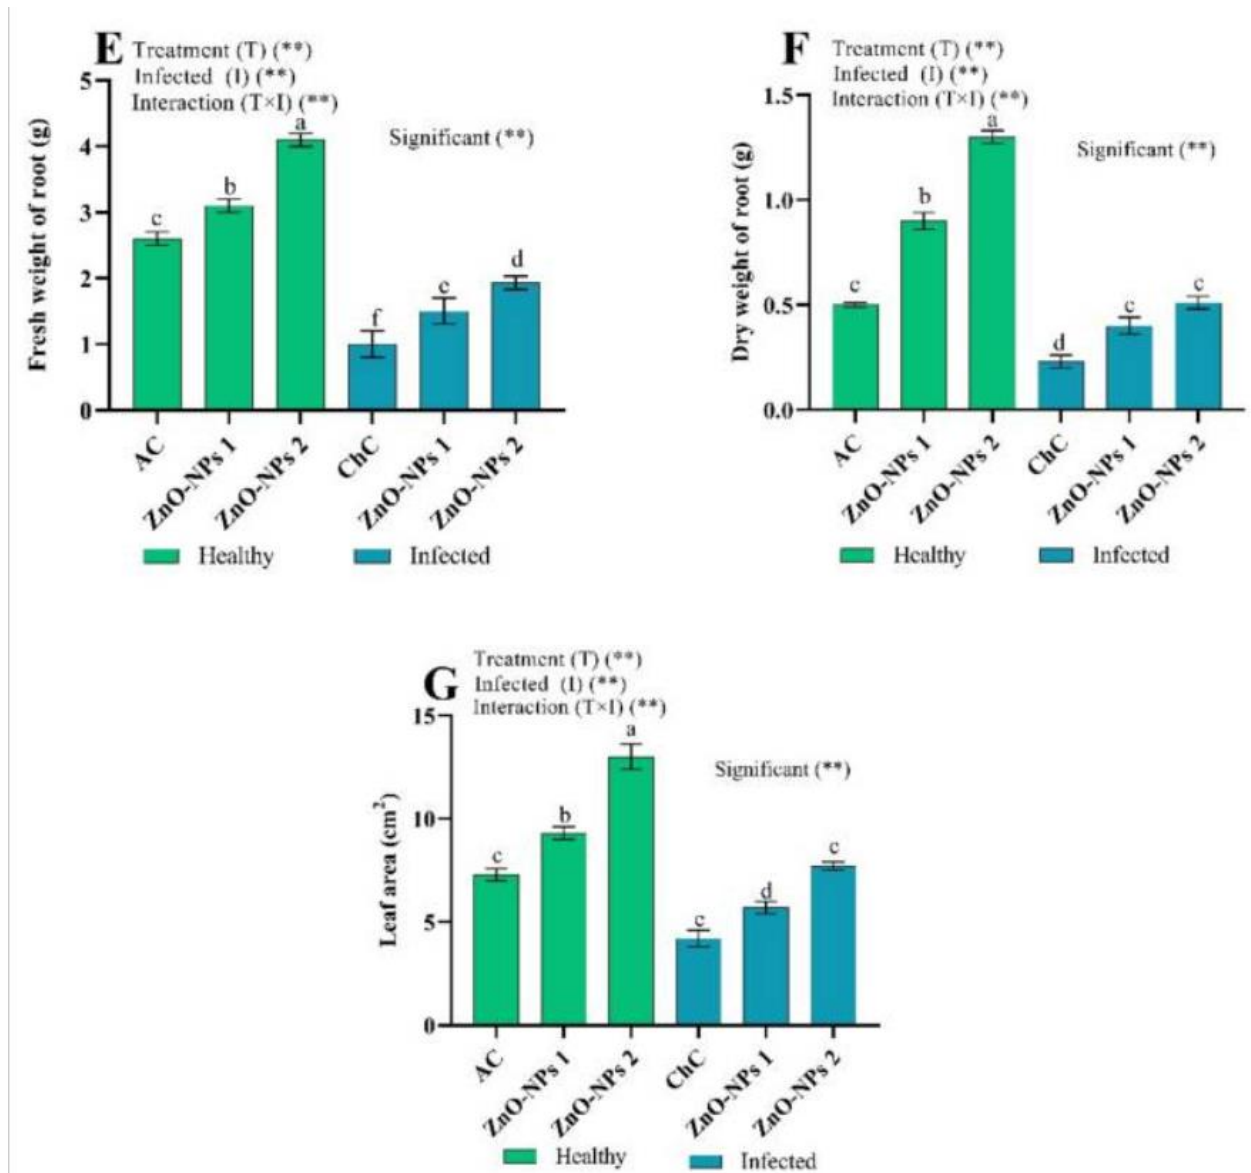 E Treatment (T) (**)
Infected (I) (**)
Interaction (T×I) (**)
Significant (**)
Fresh weight of root (g)
5
4
3
2
1
0
c
b
a
f
e
d
AC
ZnO-NPs 1
ZnO-NPs 2
ChC
ZnO-NPs 1
ZnO-NPs 2
Healthy
Infected
F Treatment (T) (**)
Infected (I) (**)
Interaction (T×I) (**)
Significant (**)
Dry weight of root (g)
1.5
1.0
0.5
0.0
c
b
a
d
c
c
AC
ZnO-NPs 1
ZnO-NPs 2
ChC
ZnO-NPs 1
ZnO-NPs 2
Healthy
Infected
G Treatment (T) (**)
Infected (I) (**)
Interaction (T×I) (**)
Significant (**)
Leaf area (cm²)
15
10
5
0
c
b
a
e
d
c
AC
ZnO-NPs 1
ZnO-NPs 2
ChC
ZnO-NPs 1
ZnO-NPs 2
Healthy
Infected